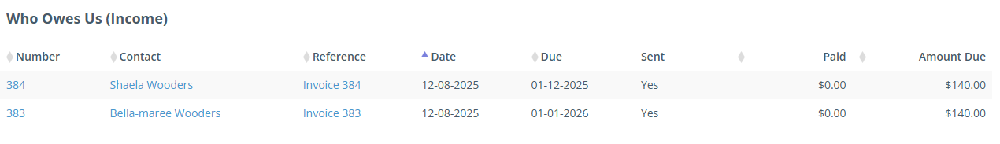 Who Owes Us (Income)
Number Contact Reference Date Due Sent Paid Amount Due
384 Shaela Wooders Invoice 384 12-08-2025 01-12-2025 Yes $0.00 $140.00
383 Bella-maree Wooders Invoice 383 12-08-2025 01-01-2026 Yes $0.00 $140.00